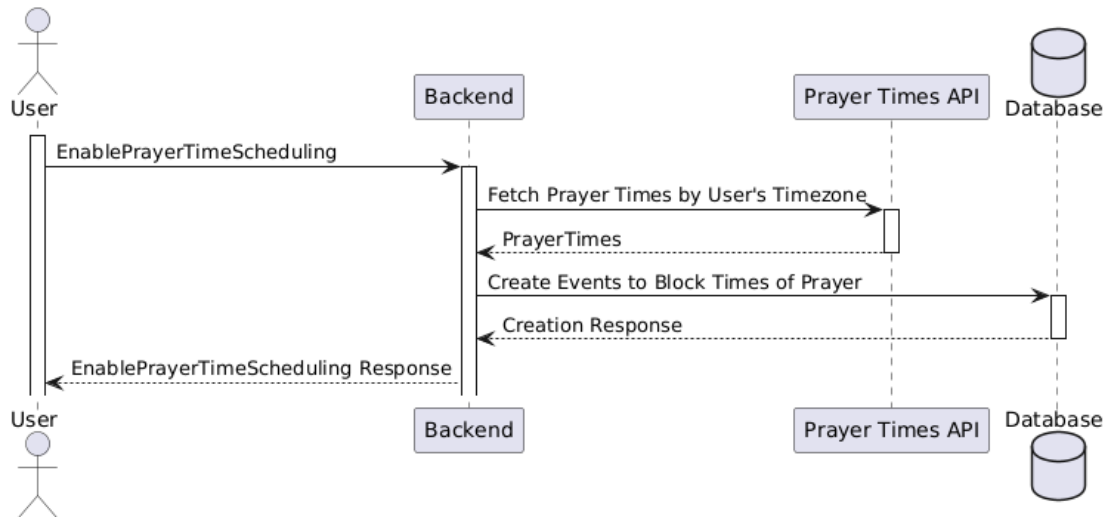 User
Backend
Prayer Times API
Database
EnablePrayerTimeScheduling
Fetch Prayer Times by User's Timezone
PrayerTimes
Create Events to Block Times of Prayer
Creation Response
EnablePrayerTimeScheduling Response
User
Backend
Prayer Times API
Database